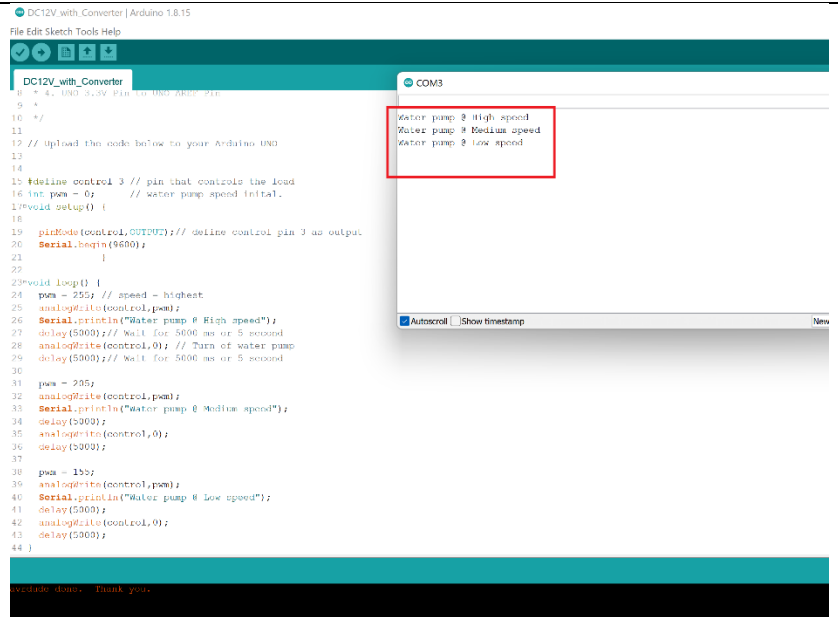 DC12V_with_Converter | Arduino 1.8.15
File Edit Sketch Tools Help
DC12V_with_Converter
8 * 4. UNO 3.3V Pin to UNO AREF Pin
9 *
10 */
11
12 // Upload the code below to your Arduino UNO
13
14
15 #define control 3 // pin that controls the load
16 int pwm = 0; // water pump speed inital.
17 void setup() {
18
19 pinMode(control,OUTPUT);// define control pin 3 as output
20 Serial.begin(9600);
21 }
22
23 void loop() {
24 pwm = 255; // speed = highest
25 analogWrite(control,pwm);
26 Serial.println("Water pump @ High speed");
27 delay(5000);// Wait for 5000 ms or 5 second
28 analogWrite(control,0); // Turn of water pump
29 delay(5000);// Wait for 5000 ms or 5 second
30
31 pwm = 205;
32 analogWrite(control,pwm);
33 Serial.println("Water pump @ Medium speed");
34 delay(5000);
35 analogWrite(control,0);
36 delay(5000);
37
38 pwm = 155;
39 analogWrite(control,pwm);
40 Serial.println("Water pump @ Low speed");
41 delay(5000);
42 analogWrite(control,0);
43 delay(5000);
44 }
avrdude done. Thank you.
COM3
Water pump @ High speed
Water pump @ Medium speed
Water pump @ Low speed
Autoscroll Show timestamp
New